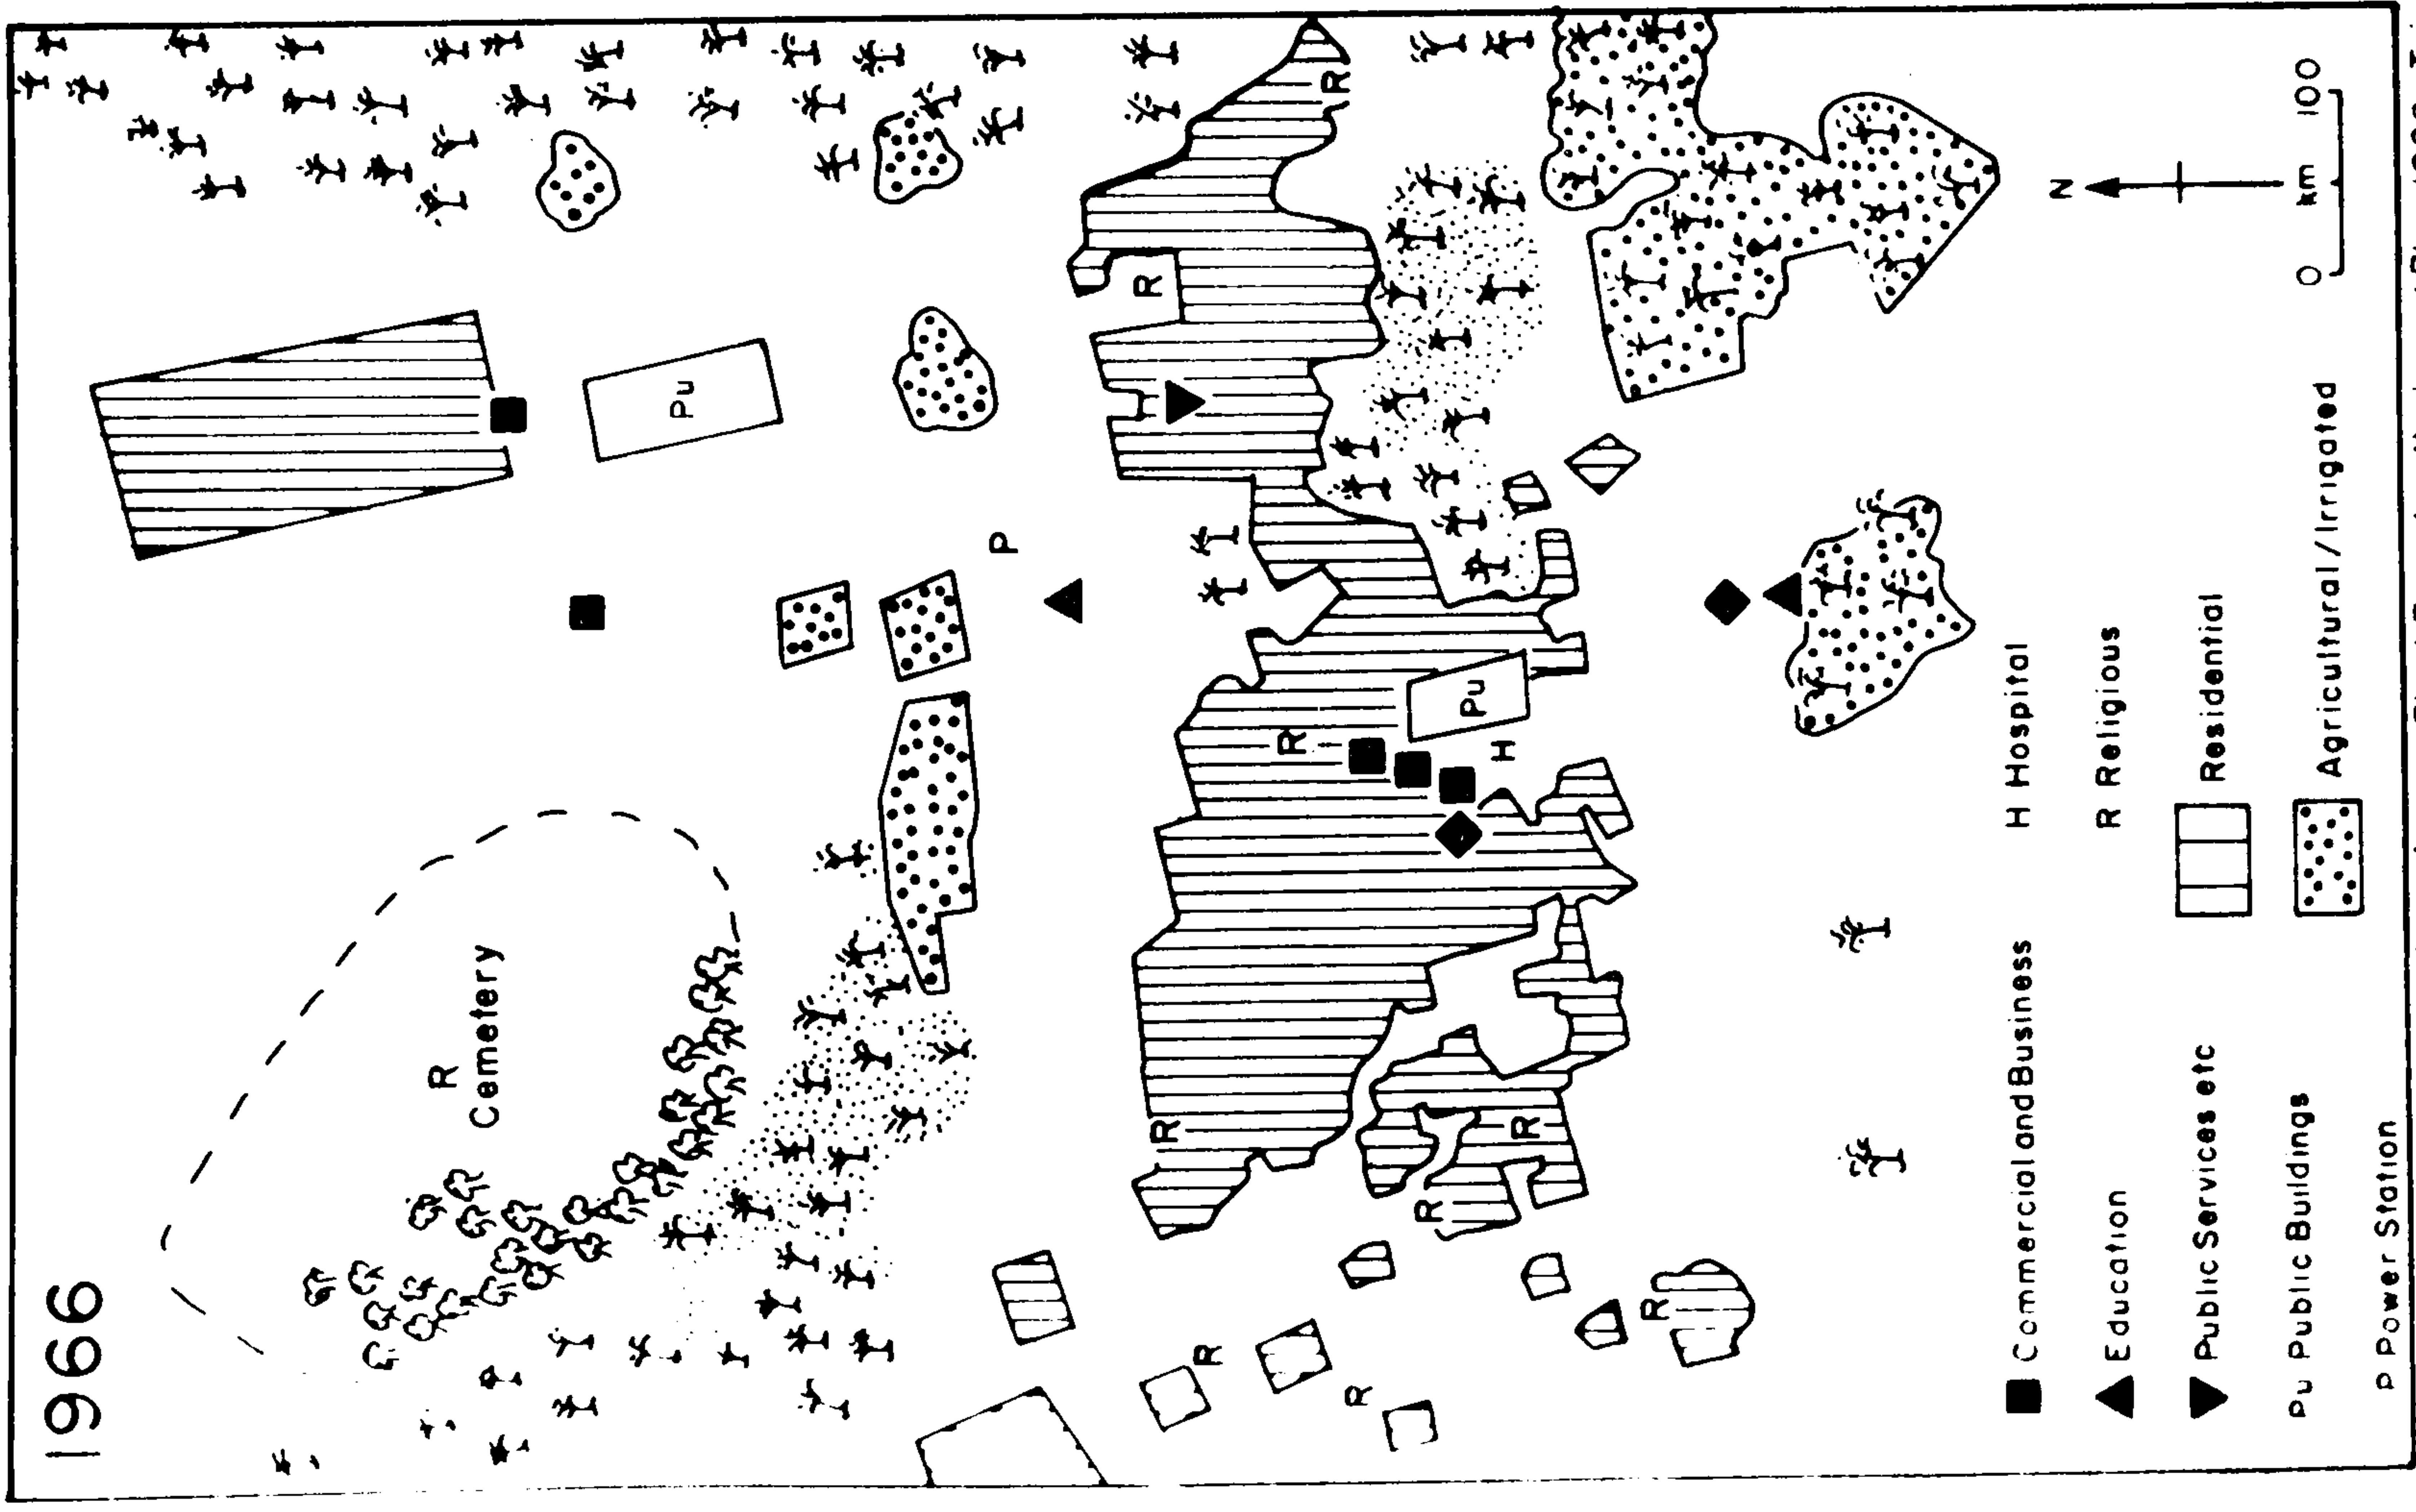 1966
R
Cemetery
Pu
P
R
R
R
R
R
R
R
Pu
H
R
R
Commercial and Business
Education
Public Services etc
Pu Public Buildings
P Power Station
H Hospital
R Religious
Residential
Agricultural/Irrigated
N
0 km 100